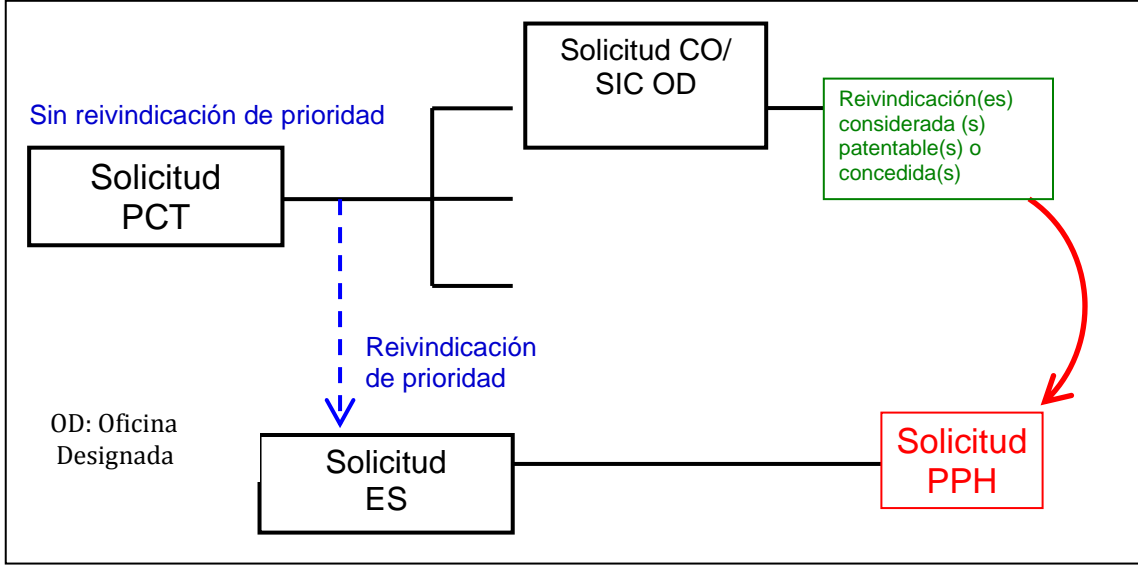 Solicitud CO/
SIC OD
Sin reivindicación de prioridad
Reivindicación(es)
considerada (s)
patentable(s) o
concedida(s)
Solicitud
PCT
Reivindicación
de prioridad
OD: Oficina
Designada
Solicitud
ES
Solicitud
PPH